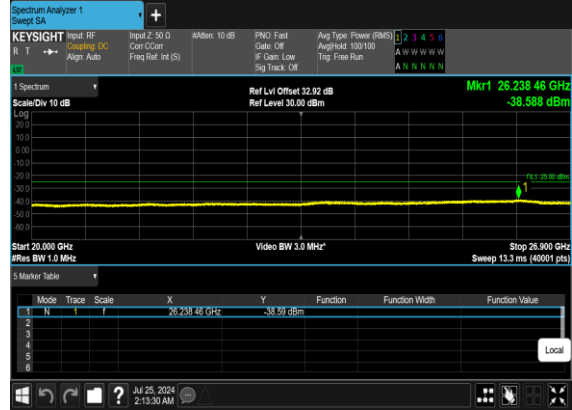 Spectrum Analyzer 1
Swept SA
KEYSIGHT Input: RF Input Z: 50 Ω #Atten: 10 dB PNO: Fast Avg Type: Power (RMS) 1 2 3 4 5 6
R T Coupling: DC Corr CCorr Gate: Off Avg|Hold: 100/100 A W W W W W
Align: Auto Freq Ref: Int (S) IF Gain: Low Trig: Free Run
Sig Track: Off A N N N N N
1 Spectrum Ref Lvl Offset 32.92 dB Mkr1 26.238 46 GHz
Scale/Div 10 dB Ref Level 30.00 dBm -38.588 dBm
Log
20.0
10.0
0.00
-10.0
-20.0
DL1 -25.00 dBm
-30.0
1
-40.0
-50.0
-60.0
Start 20.000 GHz Video BW 3.0 MHz* Stop 26.900 GHz
#Res BW 1.0 MHz Sweep 13.3 ms (40001 pts)
5 Marker Table
Mode Trace Scale X Y Function Function Width Function Value
1 N 1 f 26.238 46 GHz -38.59 dBm
2
3
4
5
6
Local
? Jul 25, 2024
2:13:30 AM